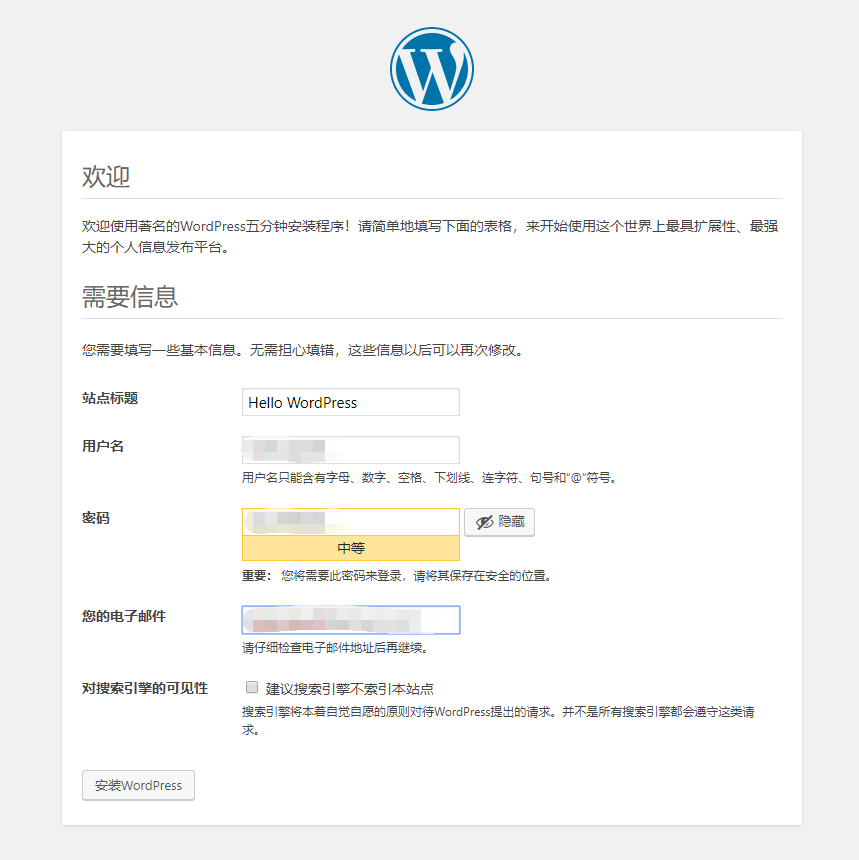 欢迎
欢迎使用著名的WordPress五分钟安装程序！请简单地填写下面的表格，来开始使用这个世界上最具扩展性、最强
大的个人信息发布平台。
需要信息
您需要填写一些基本信息。无需担心填错，这些信息以后可以再次修改。
站点标题
Hello WordPress
用户名
用户名只能含有字母、数字、空格、下划线、连字符、句号和“@”符号。
密码
隐藏
中等
重要： 您将需要此密码来登录，请将其保存在安全的位置。
您的电子邮件
请仔细检查电子邮件地址后再继续。
对搜索引擎的可见性
建议搜索引擎不索引本站点
搜索引擎将本着自觉自愿的原则对待WordPress提出的请求。并不是所有搜索引擎都会遵守这类请
求。
安装WordPress